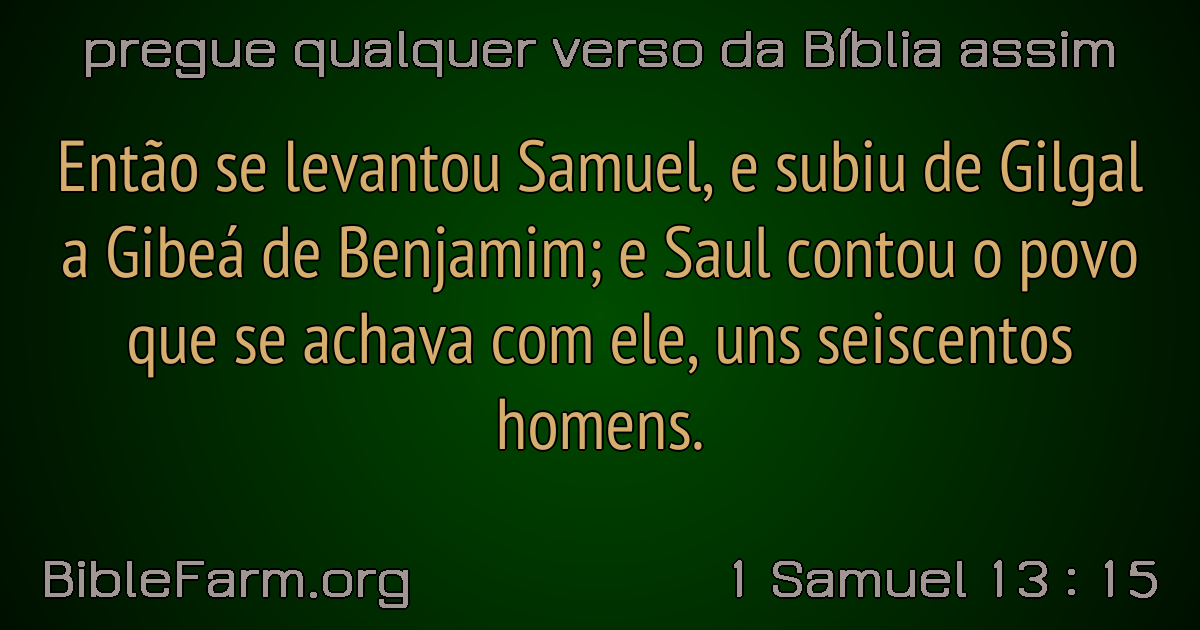 pregue qualquer verso da Bíblia assim
Então se levantou Samuel, e subiu de Gilgal
a Gibeá de Benjamim; e Saul contou o povo
que se achava com ele, uns seiscentos
homens.
BibleFarm.org
1 Samuel 13 : 15